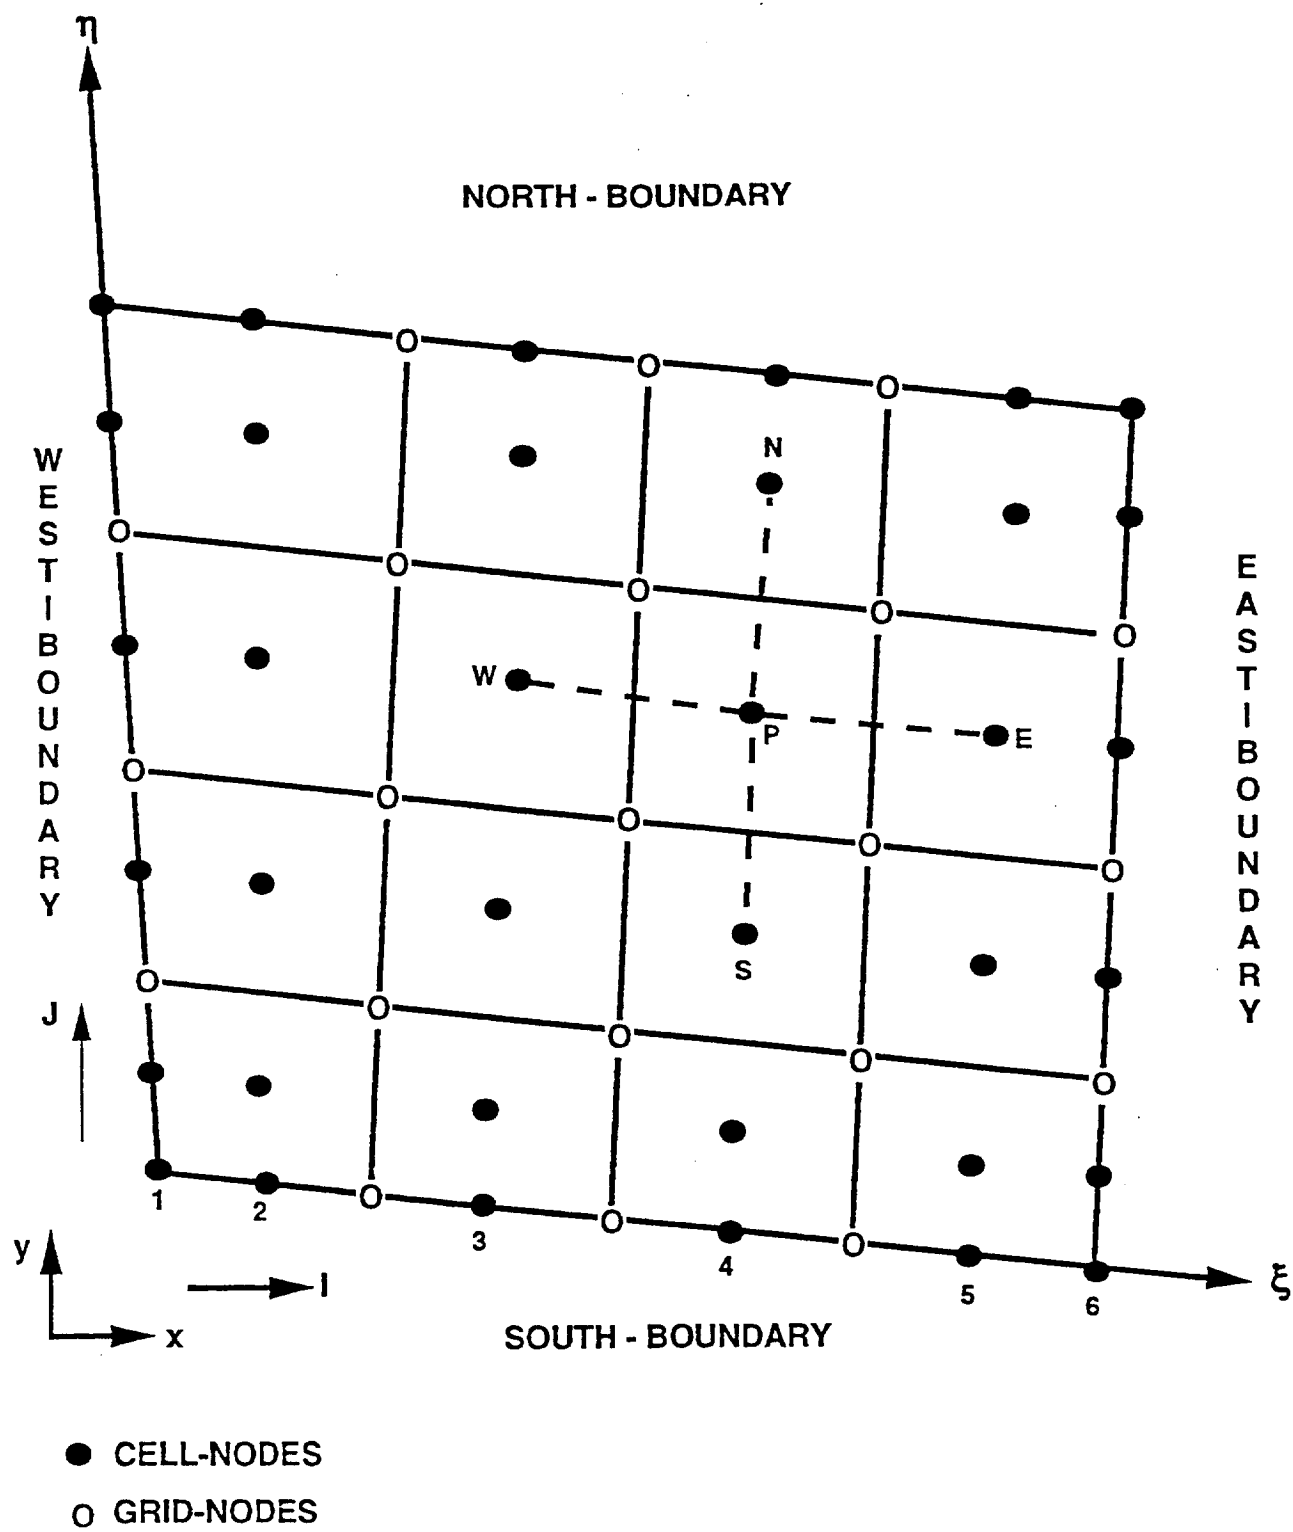 η
NORTH - BOUNDARY
WEST BOUNDARY
N
EAST BOUNDARY
W
P
E
S
J
1
2
3
4
5
6
ξ
y
I
x
SOUTH - BOUNDARY
CELL-NODES
O GRID-NODES